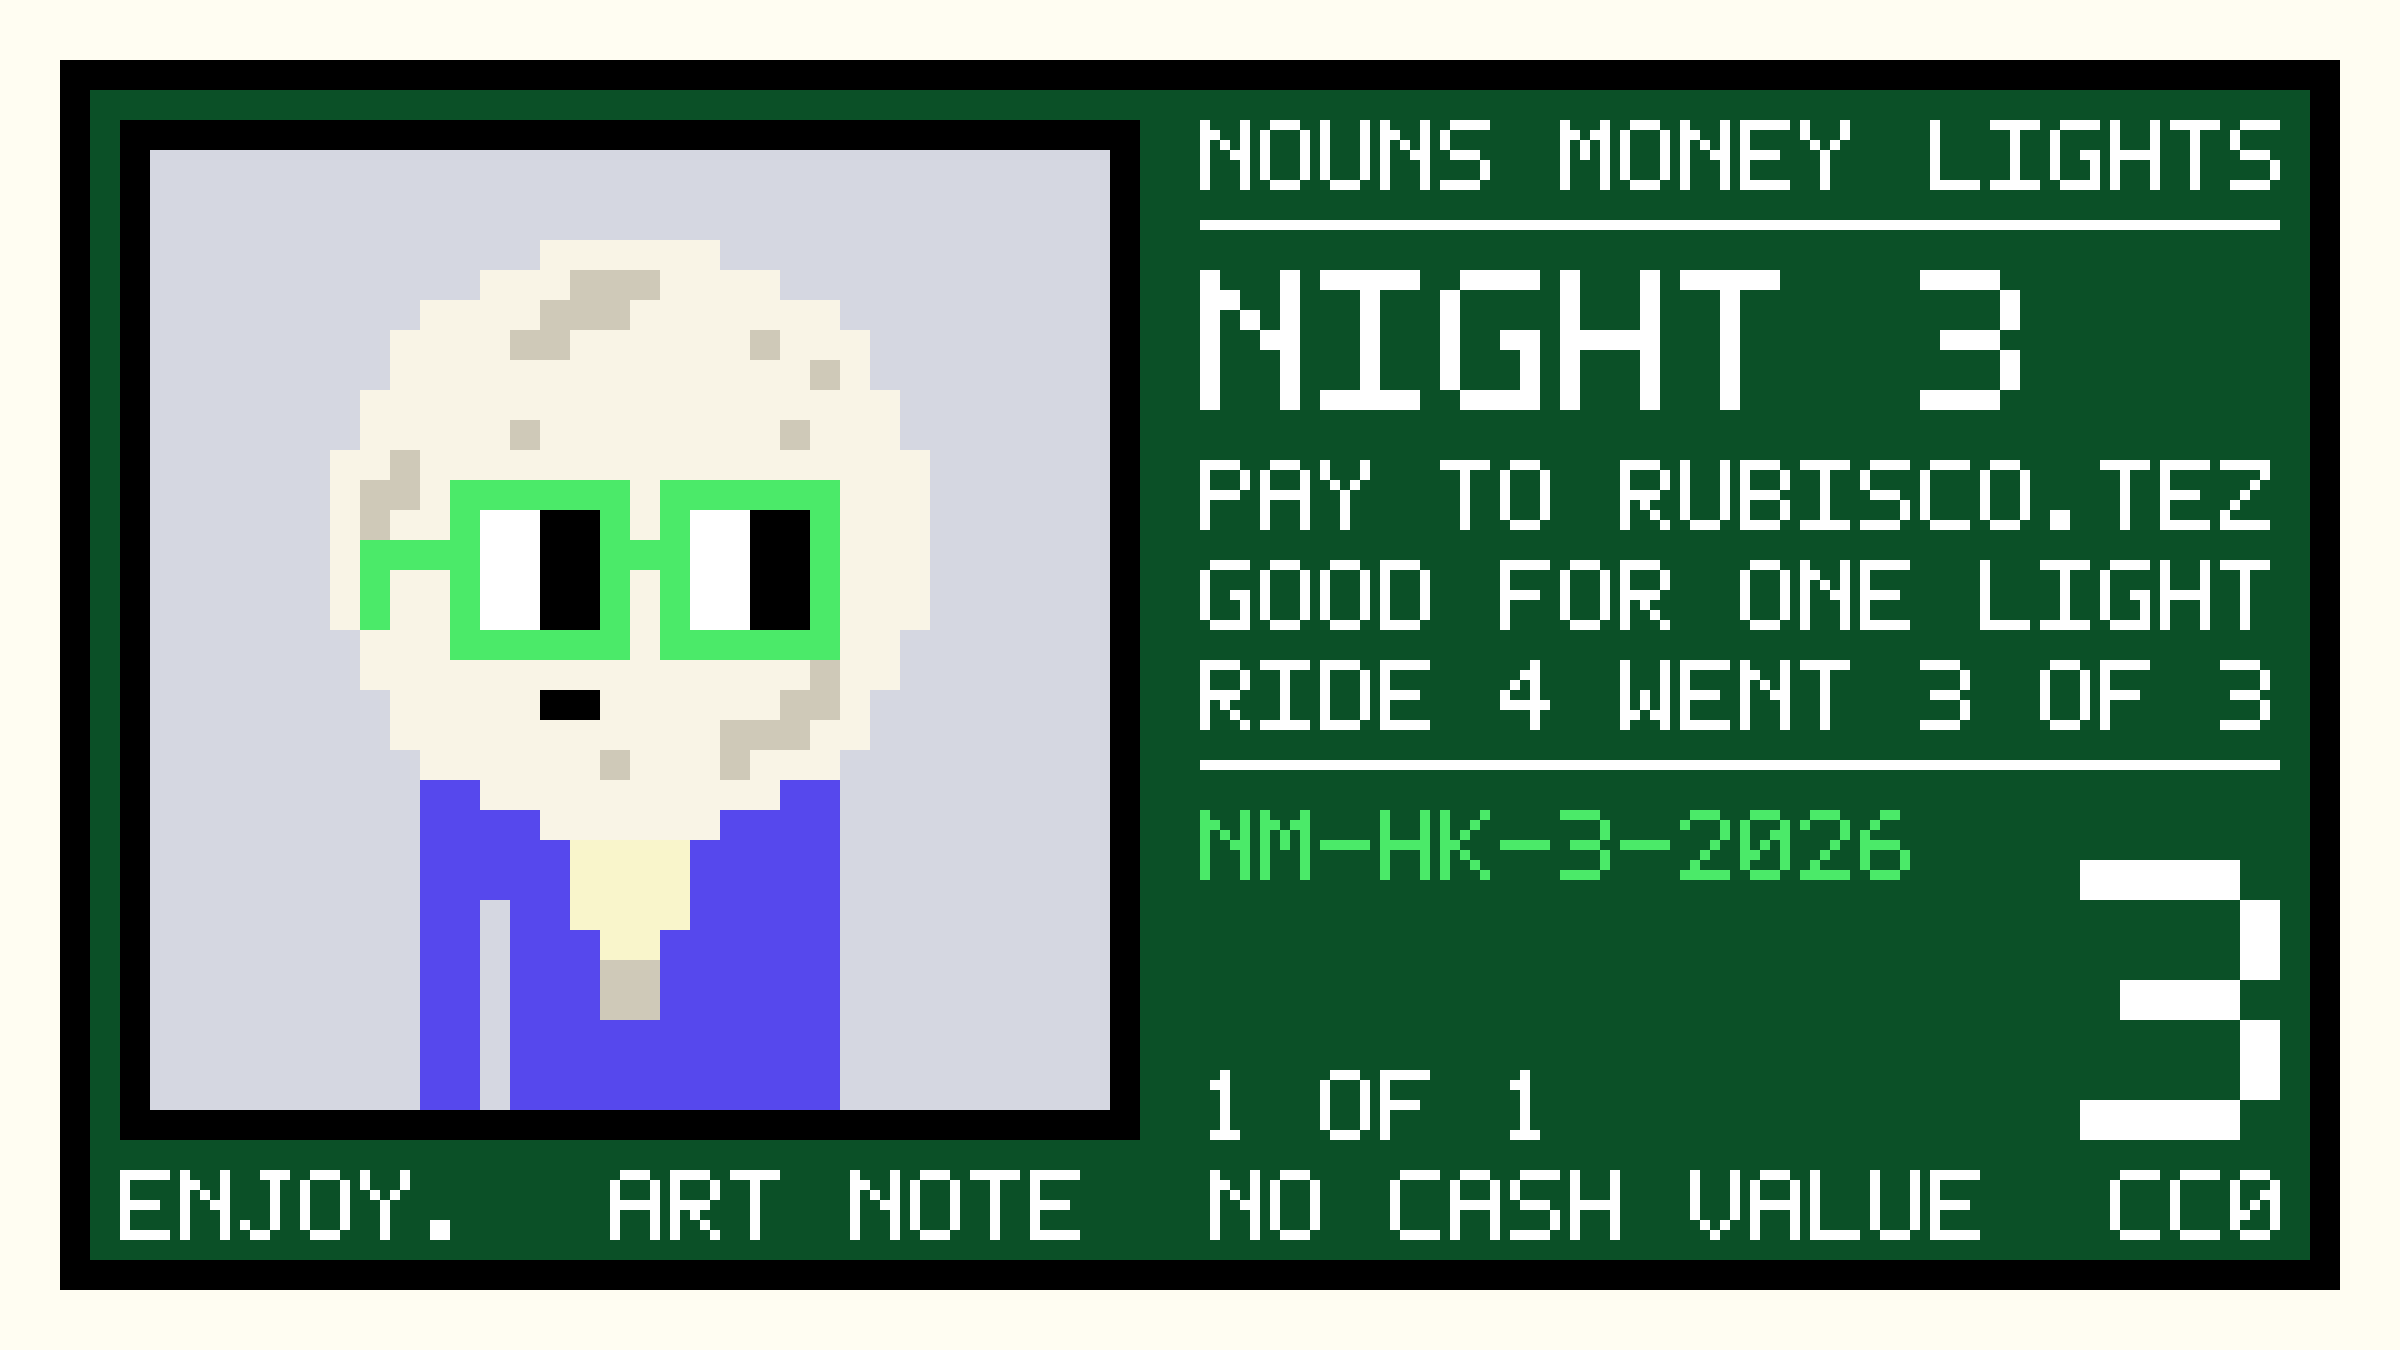 NOUNS MONEY LIGHTS
NIGHT 3
PAY TO RUBISCO.TEZ
GOOD FOR ONE LIGHT
RIDE 4 WENT 3 OF 3
NM-HK-3-2026
3
1 OF 1
ENJOY. ART NOTE NO CASH VALUE CC0